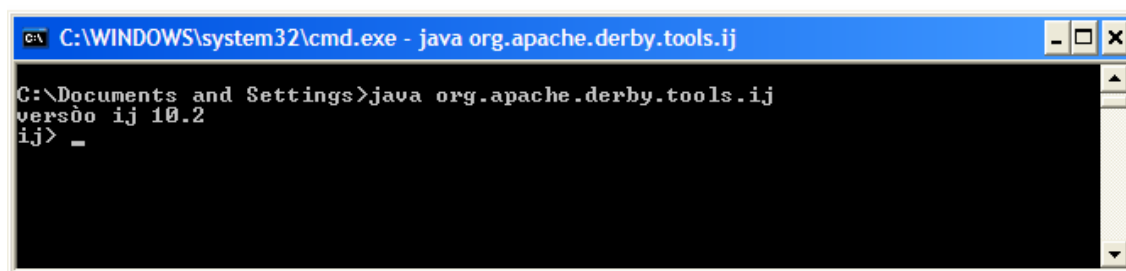 C:\WINDOWS\system32\cmd.exe - java org.apache.derby.tools.ij
C:\Documents and Settings>java org.apache.derby.tools.ij
versòo ij 10.2
ij> _